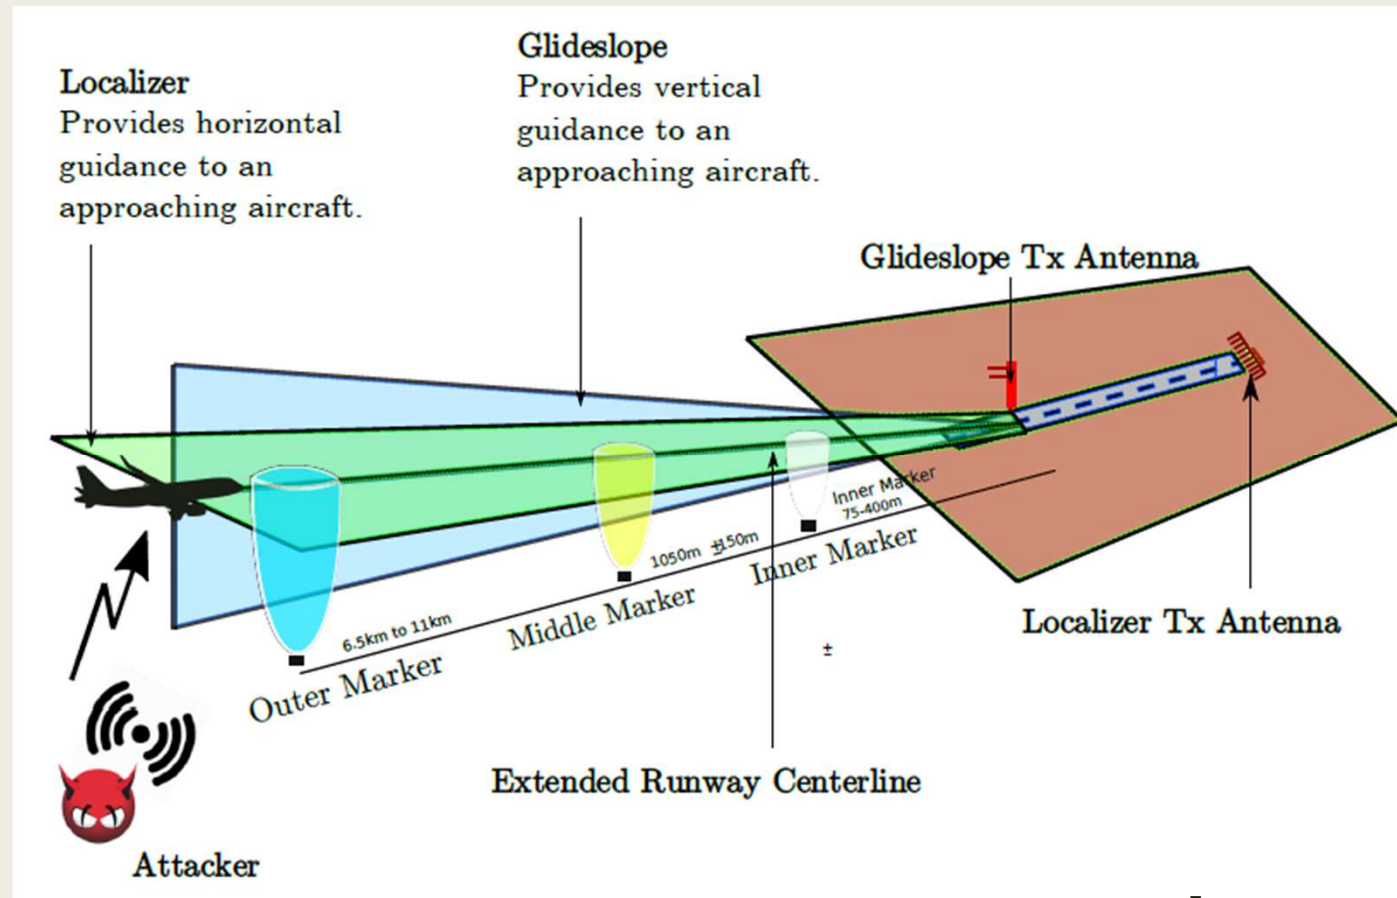 Localizer
Provides horizontal
guidance to an
approaching aircraft.
Glideslope
Provides vertical
guidance to an
approaching aircraft.
Glideslope Tx Antenna
Inner Marker
75-400m
1050m ±150m
Inner Marker
6.5km to 11km
Middle Marker
Outer Marker
±
Localizer Tx Antenna
Extended Runway Centerline
Attacker